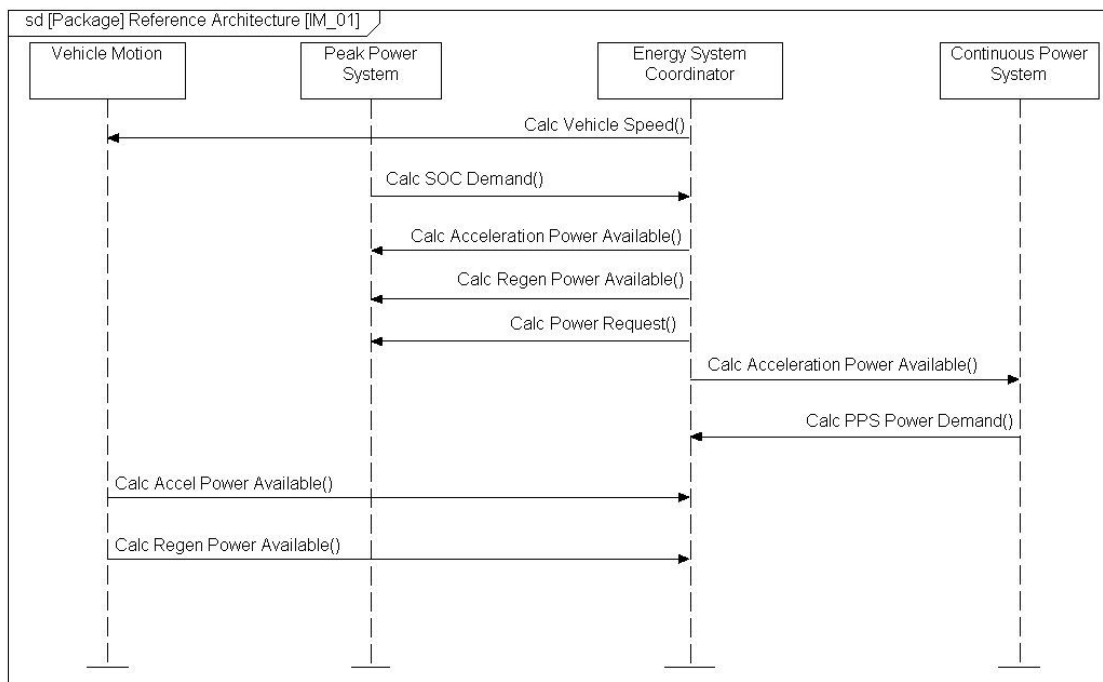 sd [Package] Reference Architecture [IM_01]
Vehicle Motion
Peak Power
System
Energy System
Coordinator
Continuous Power
System
Calc Vehicle Speed()
Calc SOC Demand()
Calc Acceleration Power Available()
Calc Regen Power Available()
Calc Power Request()
Calc Acceleration Power Available()
Calc PPS Power Demand()
Calc Accel Power Available()
Calc Regen Power Available()